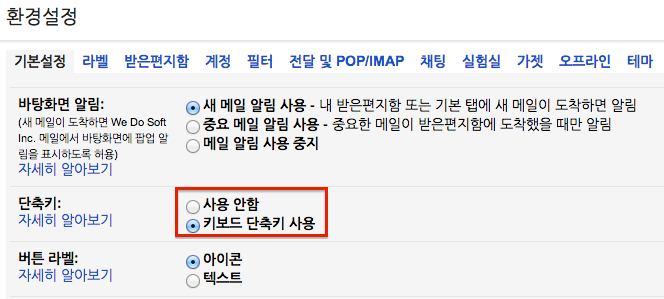 환경설정
기본설정 라벨 받은편지함 계정 필터 전달 및 POP/IMAP 채팅 실험실 가젯 오프라인 테마
바탕화면 알림:
(새 메일이 도착하면 We Do Soft
Inc. 메일에서 바탕화면에 팝업 알
림을 표시하도록 허용)
자세히 알아보기
새 메일 알림 사용 - 내 받은편지함 또는 기본 탭에 새 메일이 도착하면 알림
중요 메일 알림 사용 - 중요한 메일이 받은편지함에 도착했을 때만 알림
메일 알림 사용 중지
단축키:
자세히 알아보기
사용 안함
키보드 단축키 사용
버튼 라벨:
자세히 알아보기
아이콘
텍스트